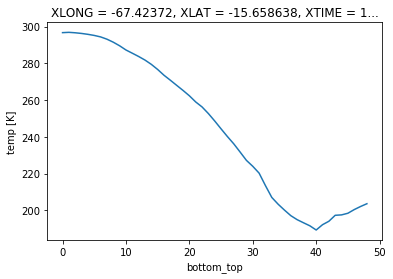 XLONG = -67.42372, XLAT = -15.658638, XTIME = 1...
300
280
260
240
220
200
temp [K]
0 10 20 30 40 50
bottom_top